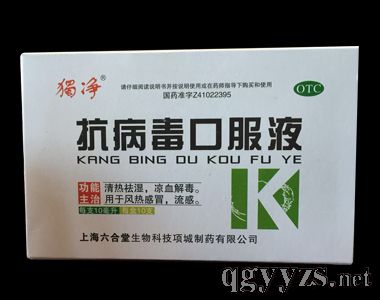 獨净®
请仔细阅读说明书并按说明使用或在药师指导下购买和使用
国药准字Z41022395
OTC
抗病毒口服液
KANG BING DU KOU FU YE
功能 清热祛湿，凉血解毒。
主治 用于风热感冒，流感。
每支10毫升 每盒10支
K
上海六合堂生物科技项城制药有限公司
qgyyzs.net